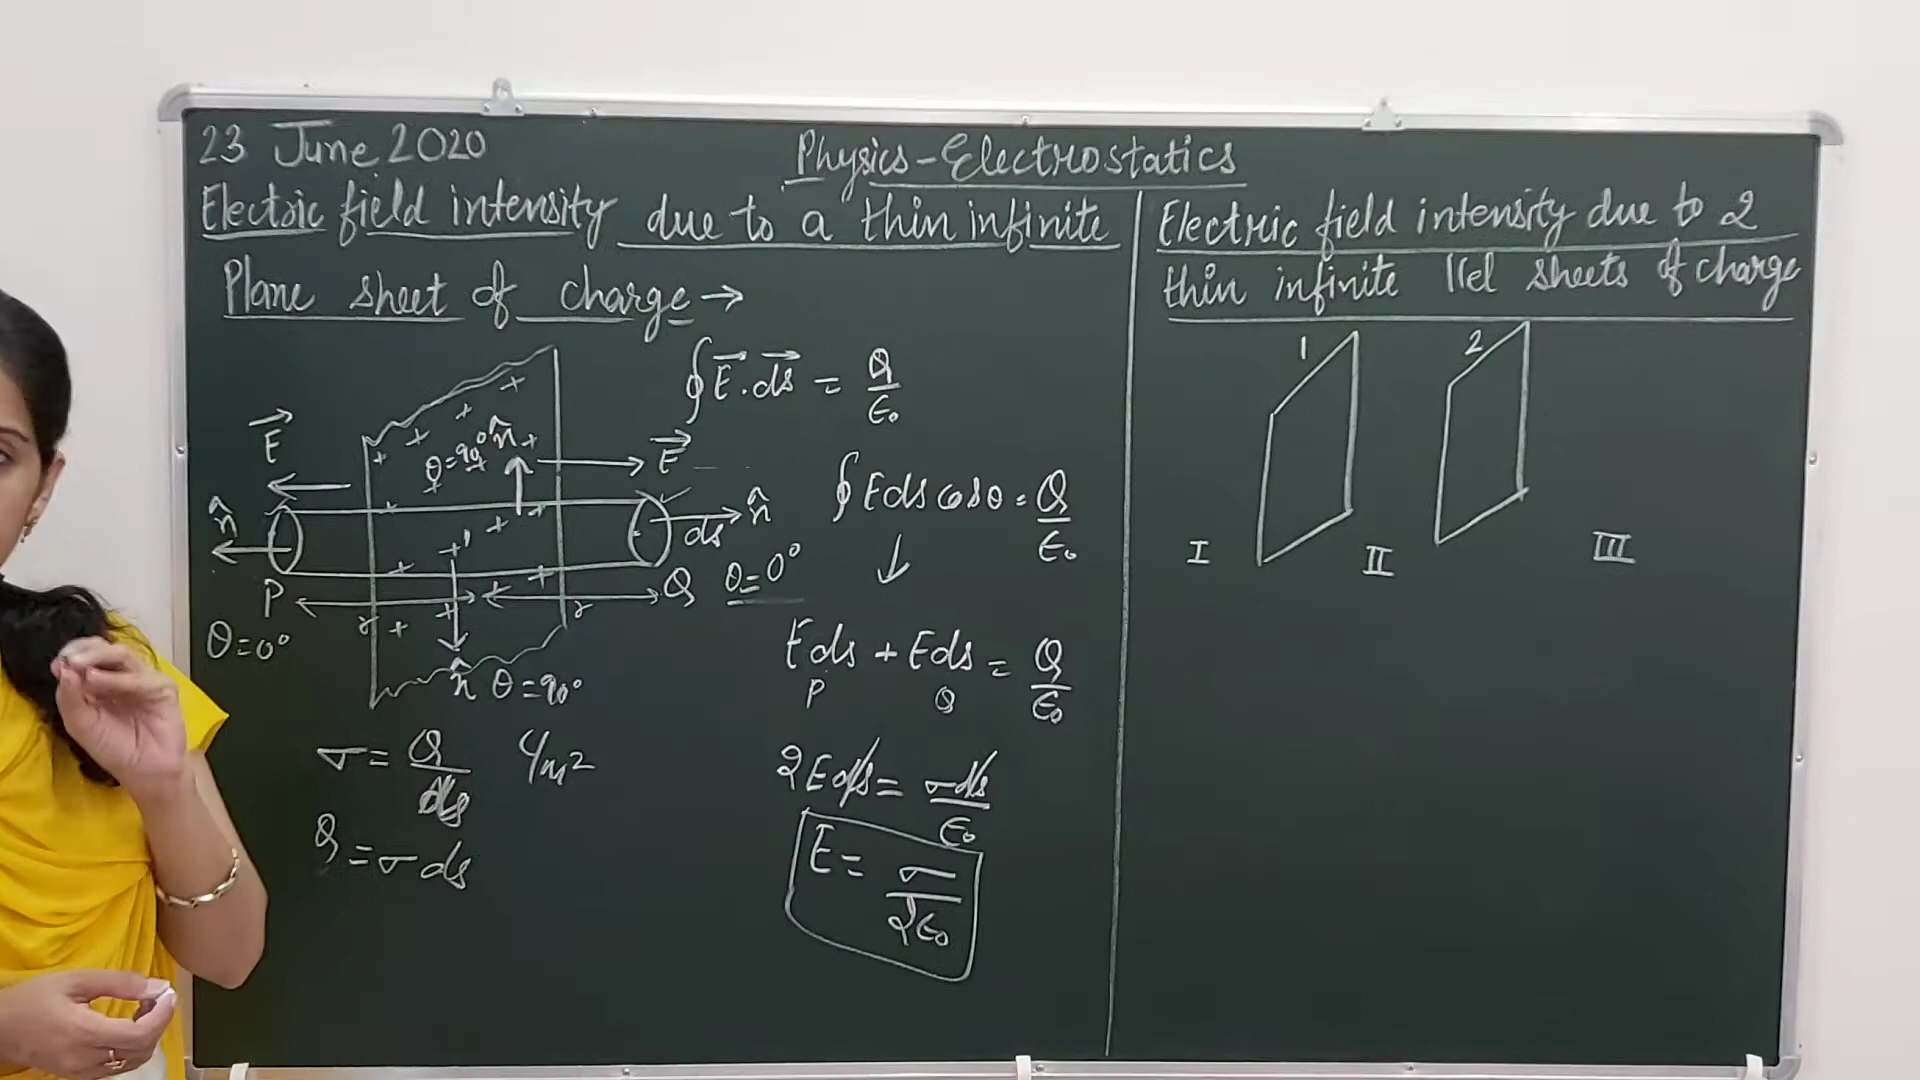 23 June 2020
Physics-Electrostatics
Electric field intensity due to a thin infinite
Plane sheet of charge →
∮E⃗.ds⃗ = Q/ε₀
E⃗
θ=90° n̂
E⃗
n̂
ds n̂
∮Eds cosθ = Q/ε₀
↓
P
Q θ=0°
r
r
θ=0°
n̂ θ=90°
Eds + Eds = Q/ε₀
P Q
σ = Q/ds C/m²
2Eds = σds/ε₀
Q = σds
E = σ/2ε₀
Electric field intensity due to 2
thin infinite llel sheets of charge
1 2
I II III